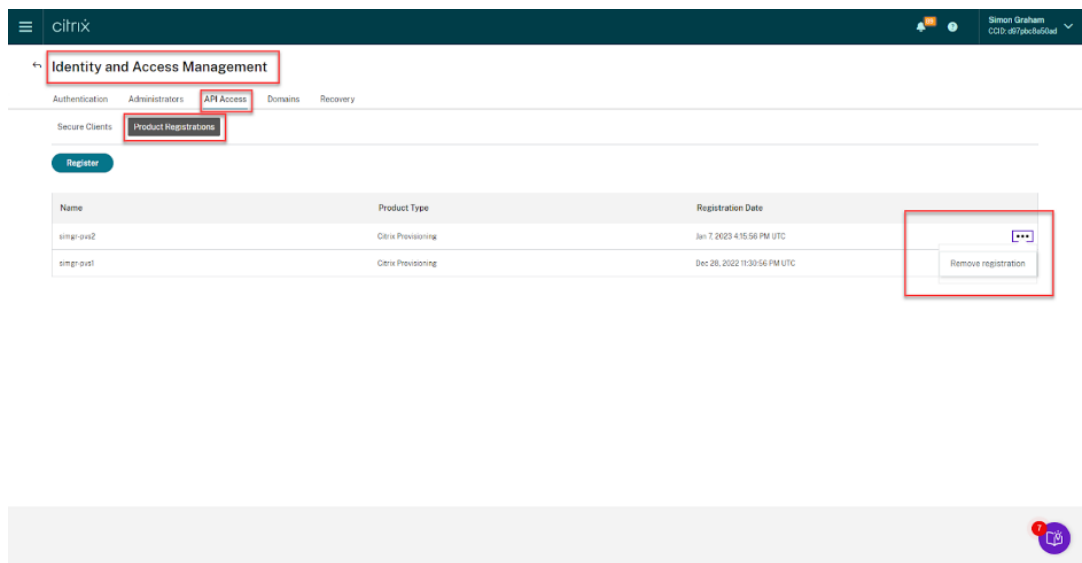 citrix
Simon Graham
CCID: d97pbc8a50ad
Identity and Access Management
Authentication Administrators API Access Domains Recovery
Secure Clients Product Registrations
Register
Name Product Type Registration Date
simgr-pvs2 Citrix Provisioning Jan 7, 2023 4:15:56 PM UTC
simgr-pvs1 Citrix Provisioning Dec 28, 2022 11:30:56 PM UTC
Remove registration
7